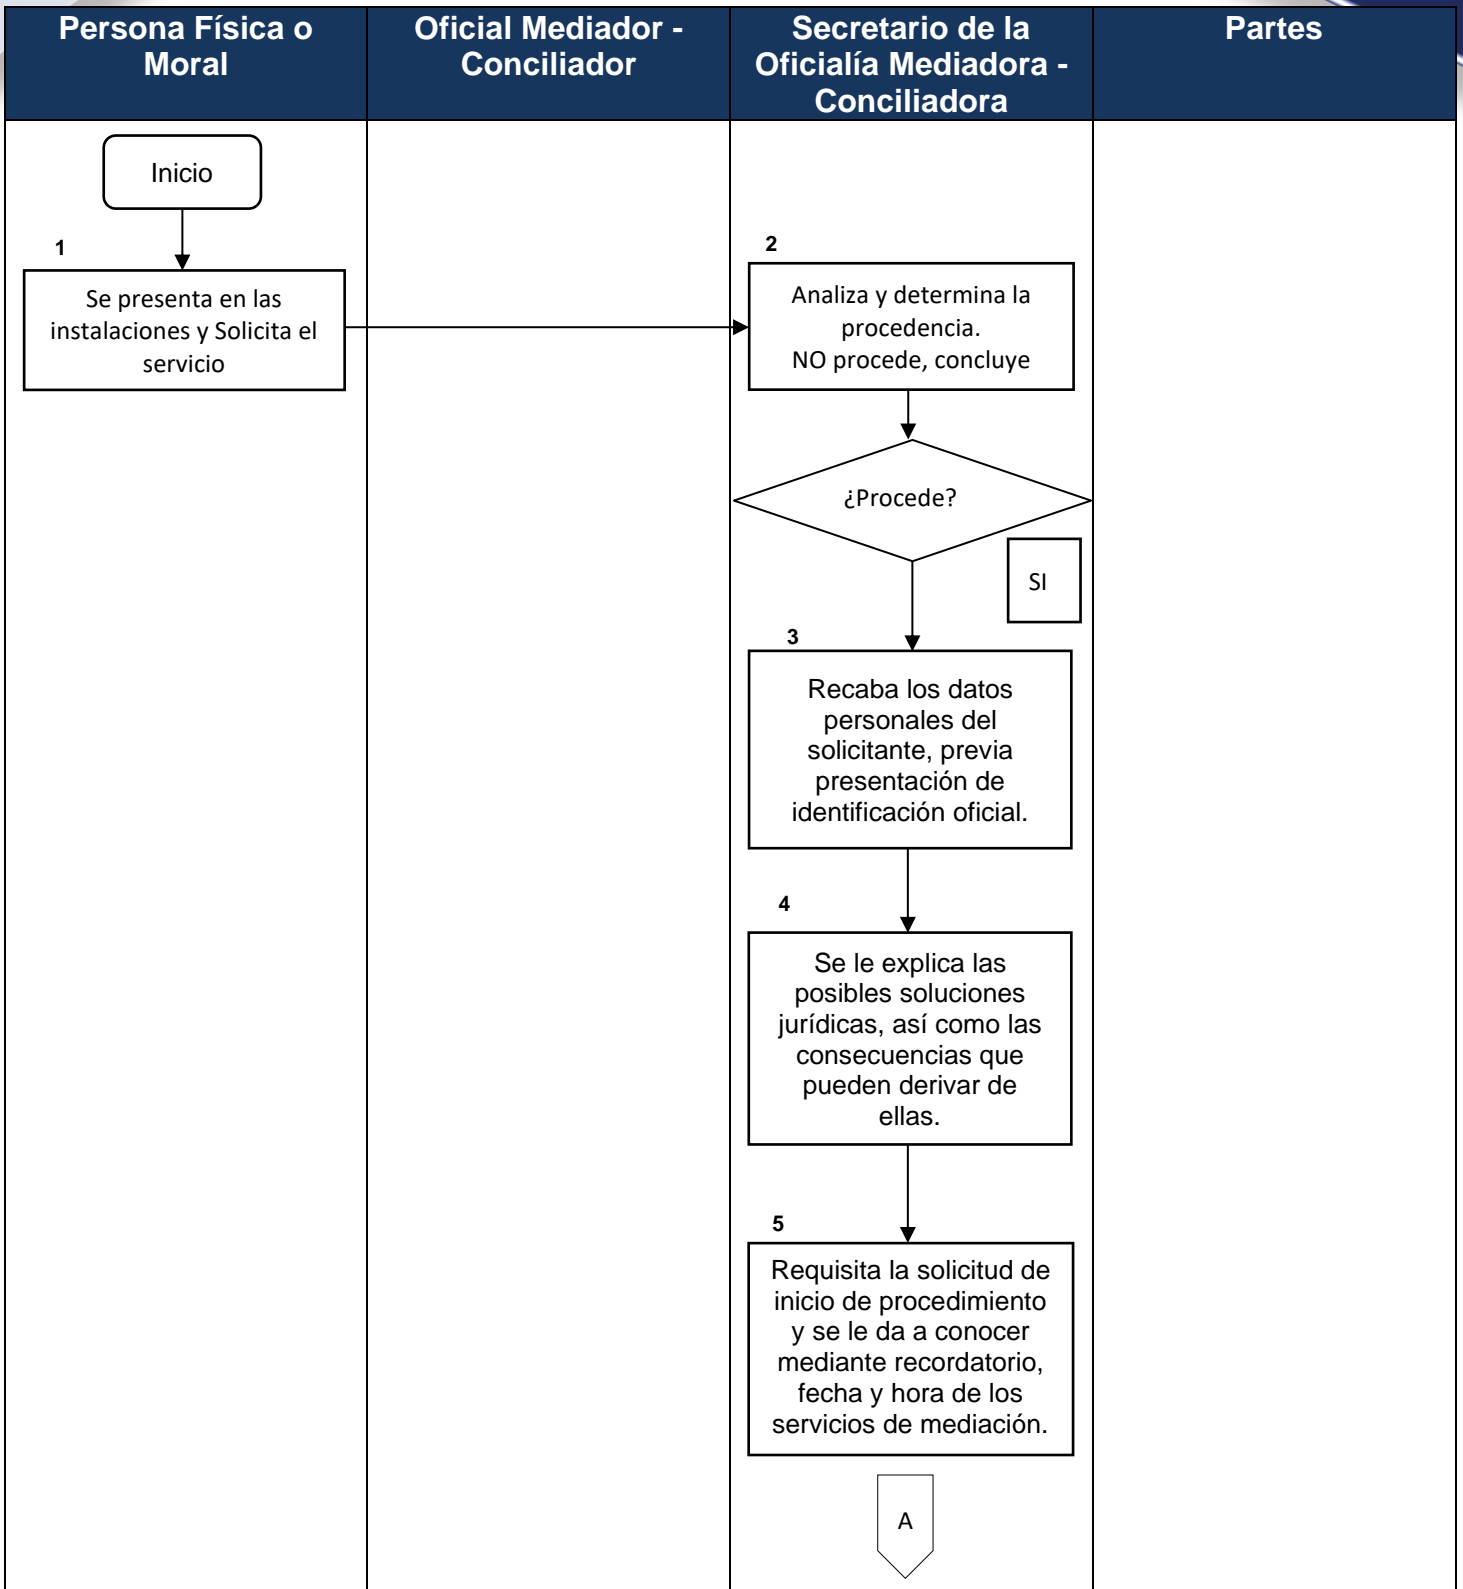 Persona Física o
Moral
Oficial Mediador -
Conciliador
Secretario de la
Oficialía Mediadora -
Conciliadora
Partes
Inicio
1
Se presenta en las
instalaciones y Solicita el
servicio
2
Analiza y determina la
procedencia.
NO procede, concluye
¿Procede?
SI
3
Recaba los datos
personales del
solicitante, previa
presentación de
identificación oficial.
4
Se le explica las
posibles soluciones
jurídicas, así como las
consecuencias que
pueden derivar de
ellas.
5
Requisita la solicitud de
inicio de procedimiento
y se le da a conocer
mediante recordatorio,
fecha y hora de los
servicios de mediación.
A